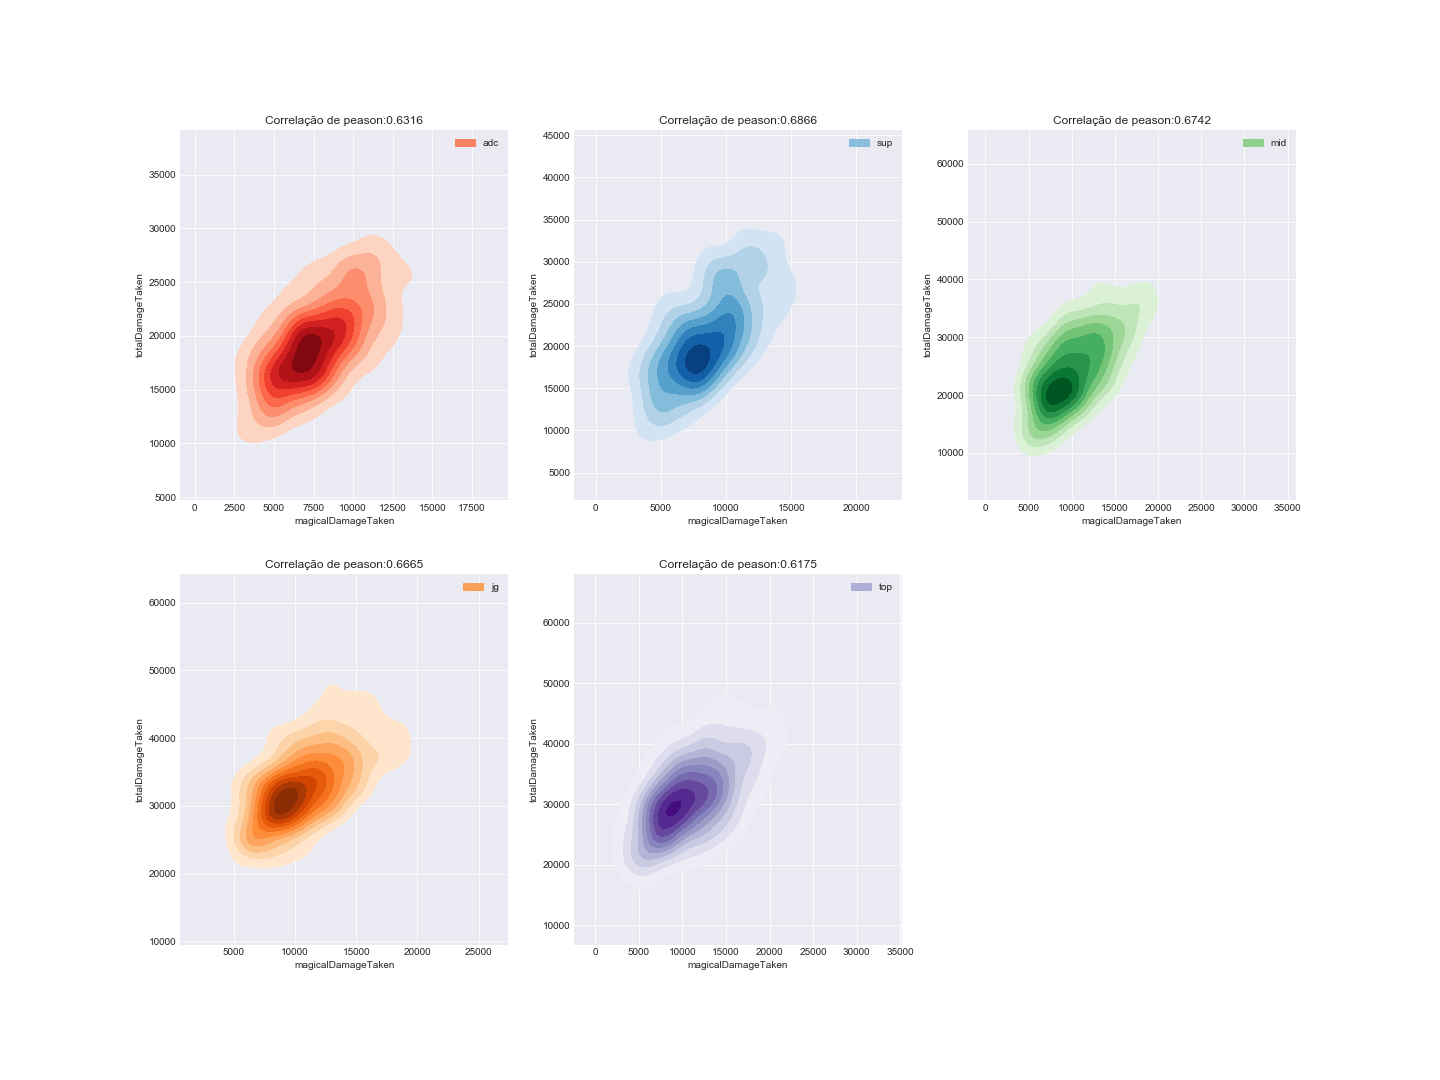 Correlação de peason:0.6316
adc
35000
30000
25000
20000
15000
10000
5000
totalDamageTaken
0 2500 5000 7500 10000 12500 15000 17500
magicalDamageTaken
Correlação de peason:0.6866
sup
45000
40000
35000
30000
25000
20000
15000
10000
5000
totalDamageTaken
0 5000 10000 15000 20000
magicalDamageTaken
Correlação de peason:0.6742
mid
60000
50000
40000
30000
20000
10000
totalDamageTaken
0 5000 10000 15000 20000 25000 30000 35000
magicalDamageTaken
Correlação de peason:0.6665
jg
60000
50000
40000
30000
20000
10000
totalDamageTaken
5000 10000 15000 20000 25000
magicalDamageTaken
Correlação de peason:0.6175
top
60000
50000
40000
30000
20000
10000
totalDamageTaken
0 5000 10000 15000 20000 25000 30000 35000
magicalDamageTaken